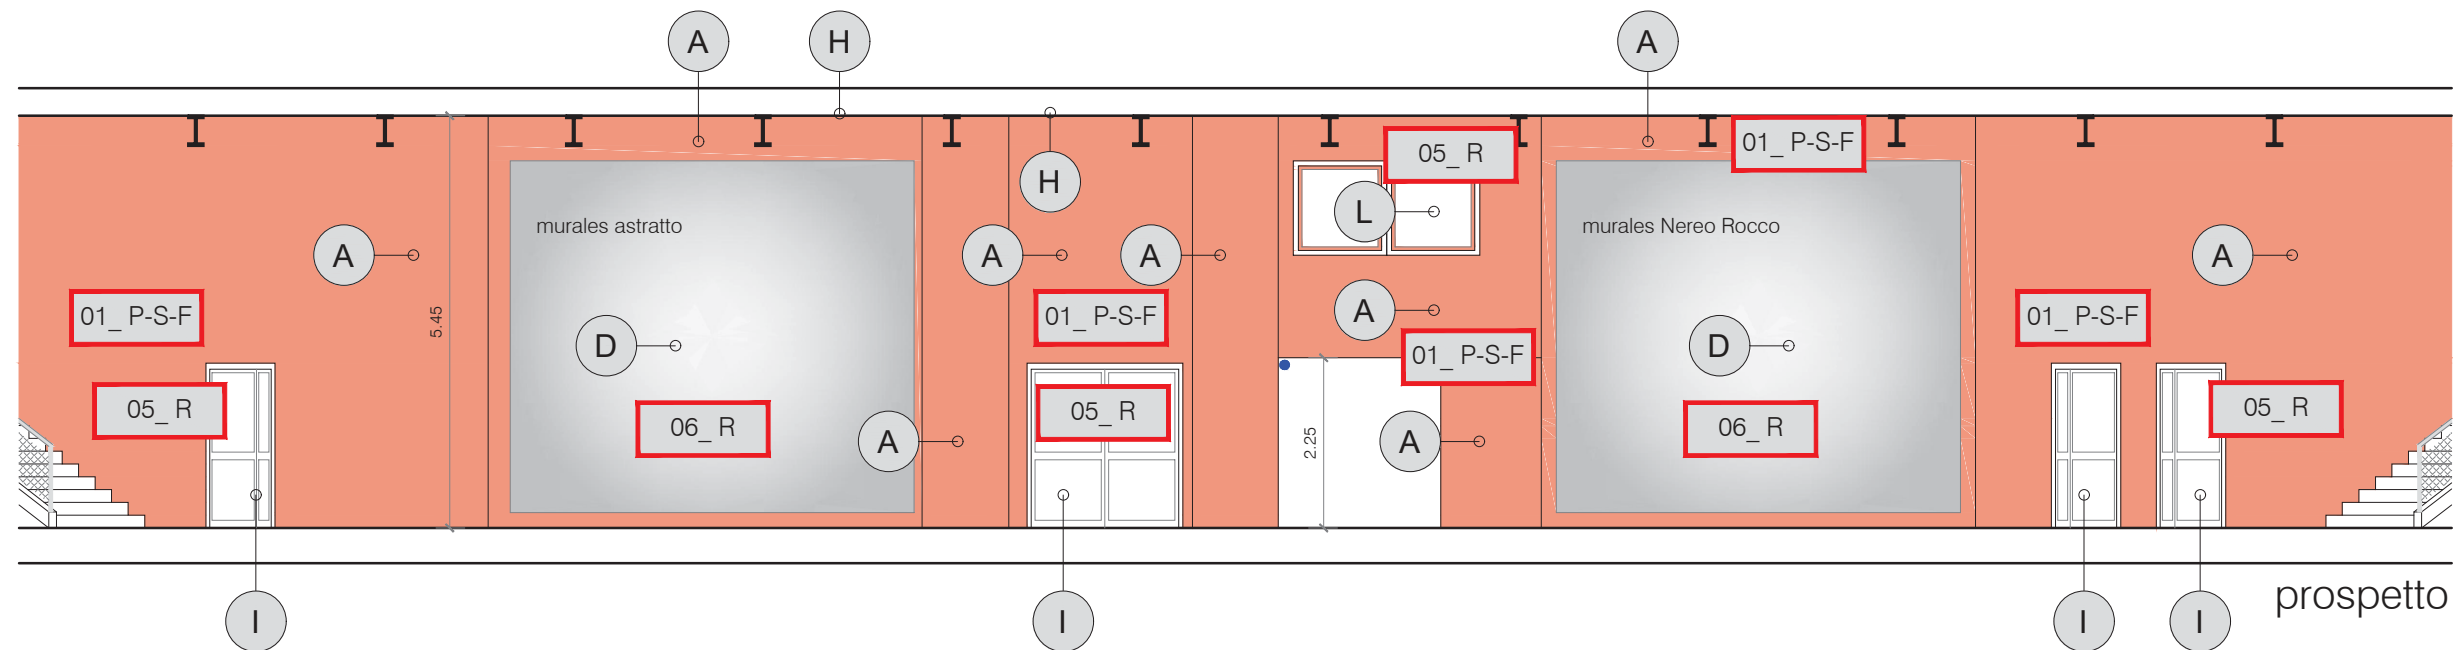 A
H
A
05_ R
01_ P-S-F
H
L
murales astratto
murales Nereo Rocco
A
A
A
A
01_ P-S-F
5.45
D
01_ P-S-F
A
01_ P-S-F
D
01_ P-S-F
05_ R
06_ R
05_ R
06_ R
05_ R
A
2.25
A
prospetto
I
I
I
I